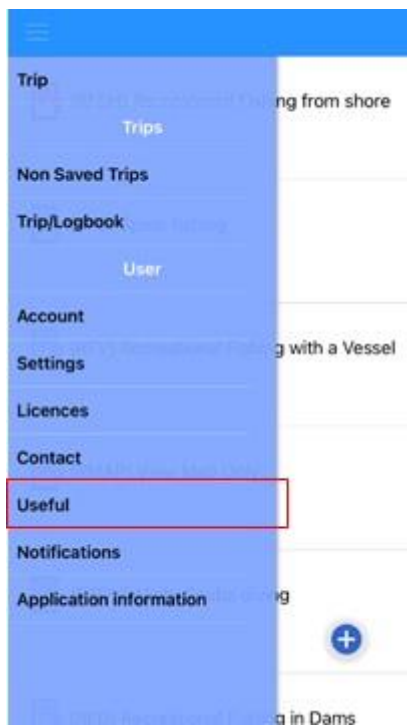 Trip
ng from shore
Trips
Non Saved Trips
Trip/Logbook
User
Account
g with a Vessel
Settings
Licences
Contact
Useful
Notifications
Application information
g
g in Dams